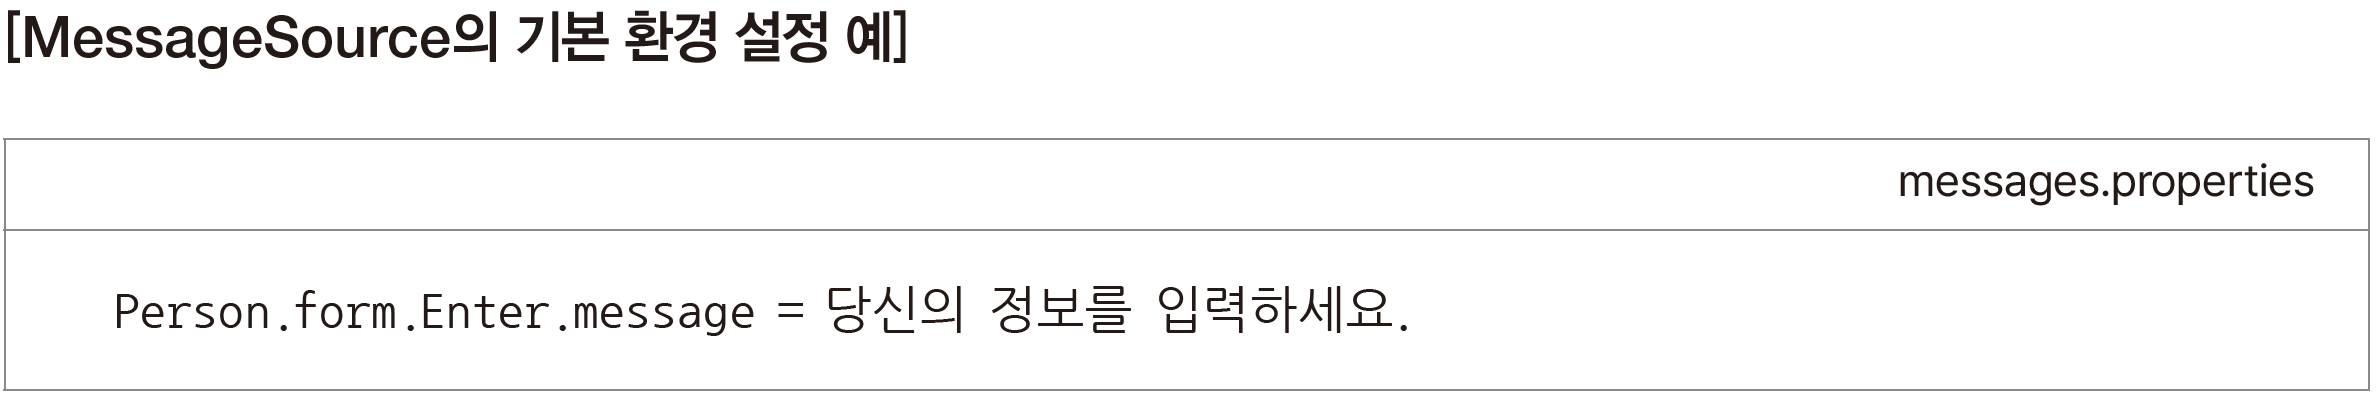 [MessageSource의 기본 환경 설정 예]
messages.properties
Person.form.Enter.message = 당신의 정보를 입력하세요.